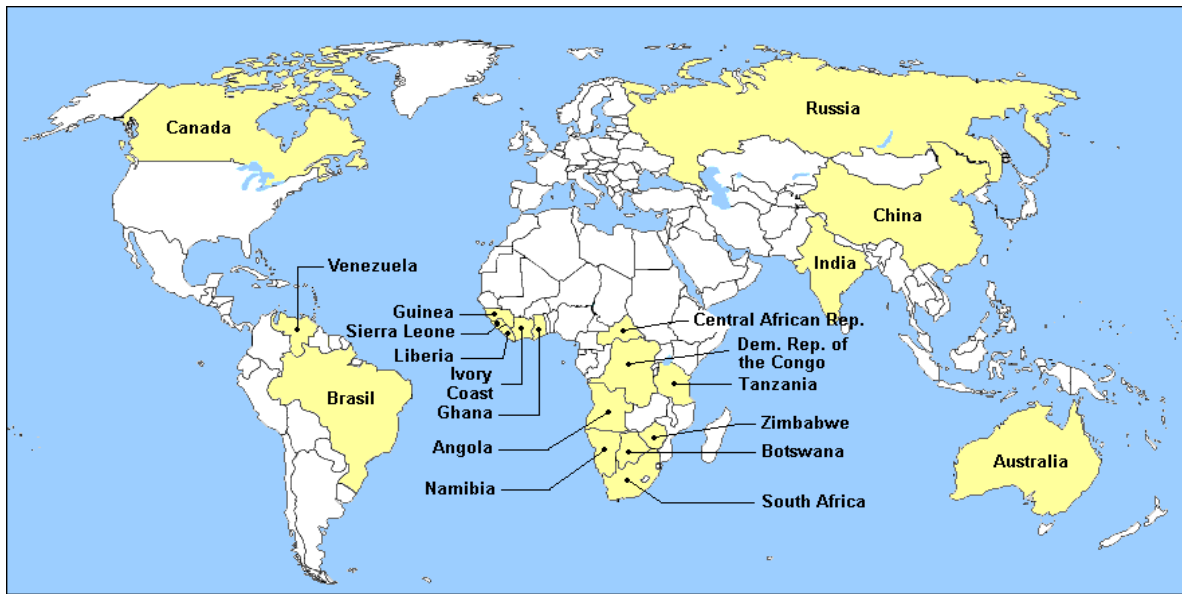 Canada
Russia
China
India
Venezuela
Guinea
Sierra Leone
Liberia
Ivory
Coast
Ghana
Central African Rep.
Dem. Rep. of
the Congo
Tanzania
Brasil
Angola
Zimbabwe
Botswana
Namibia
South Africa
Australia